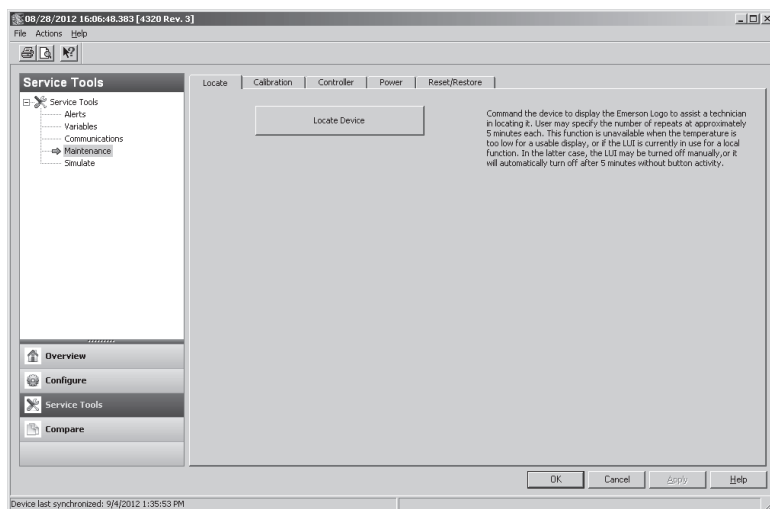 08/28/2012 16:06:48.383 [4320 Rev. 3]
File Actions Help
Service Tools
Service Tools
Alerts
Variables
Communications
Maintenance
Simulate
Overview
Configure
Service Tools
Compare
Locate Calibration Controller Power Reset/Restore
Locate Device
Command the device to display the Emerson Logo to assist a technician
in locating it. User may specify the number of repeats at approximately
5 minutes each. This function is unavailable when the temperature is
too low for a usable display, or if the LUI is currently in use for a local
function. In the latter case, the LUI may be turned off manually,or it
will automatically turn off after 5 minutes without button activity.
OK Cancel Apply Help
Device last synchronized: 9/4/2012 1:35:53 PM